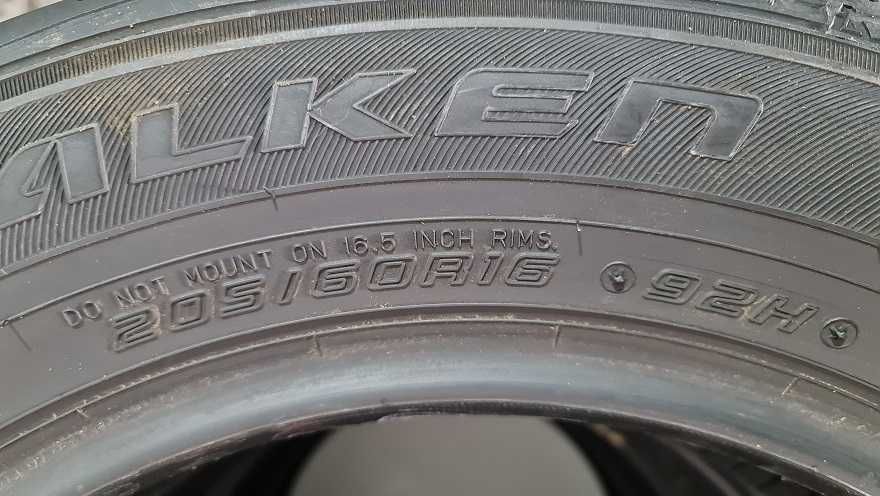 ALKEN
DO NOT MOUNT ON 16.5 INCH RIMS.
205/60R16 92H